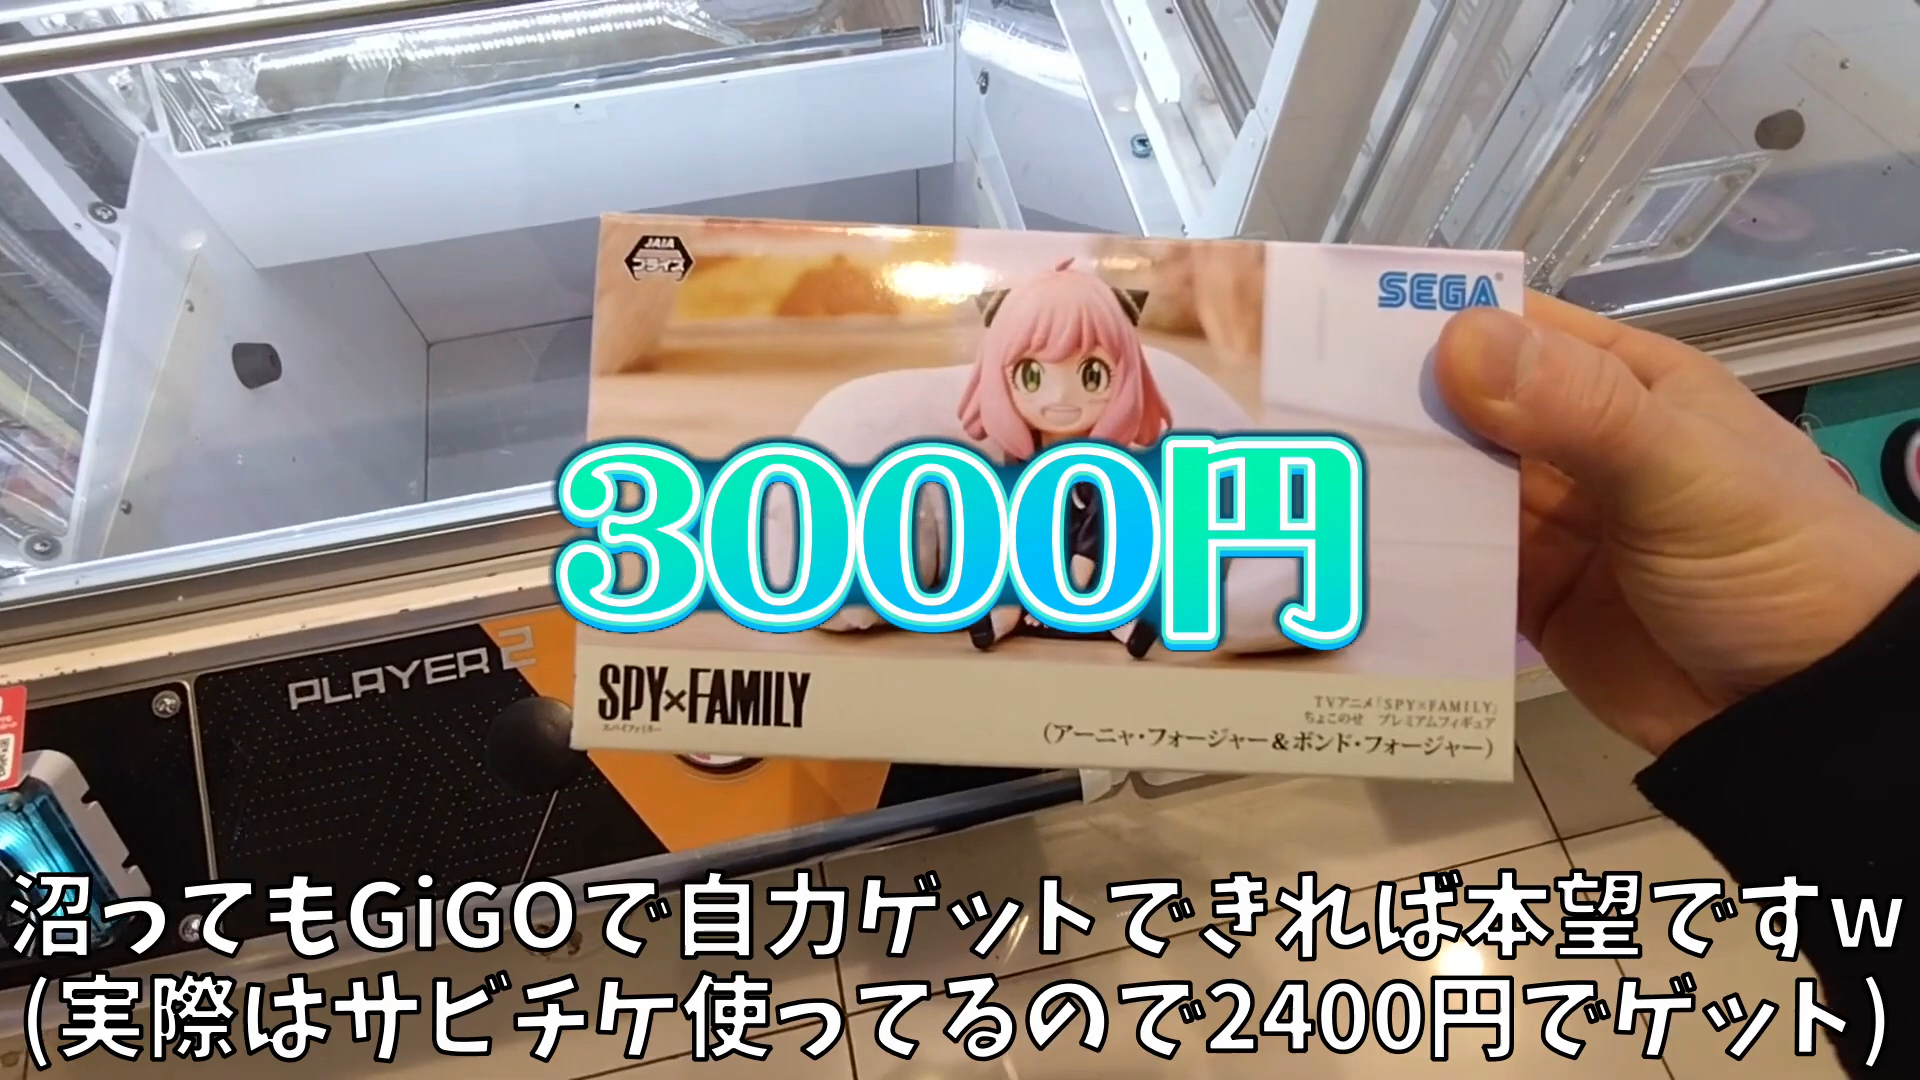 JAIA
プライズ
SEGA
3000円
PLAYER 2
SPY×FAMILY
スパイファミリー
TVアニメ「SPY×FAMILY」
ちょこのせ プレミアムフィギュア
(アーニャ・フォージャー&ボンド・フォージャー)
沼ってもGiGOで自力ゲットできれば本望ですw
(実際はサビチケ使ってるので2400円でゲット)